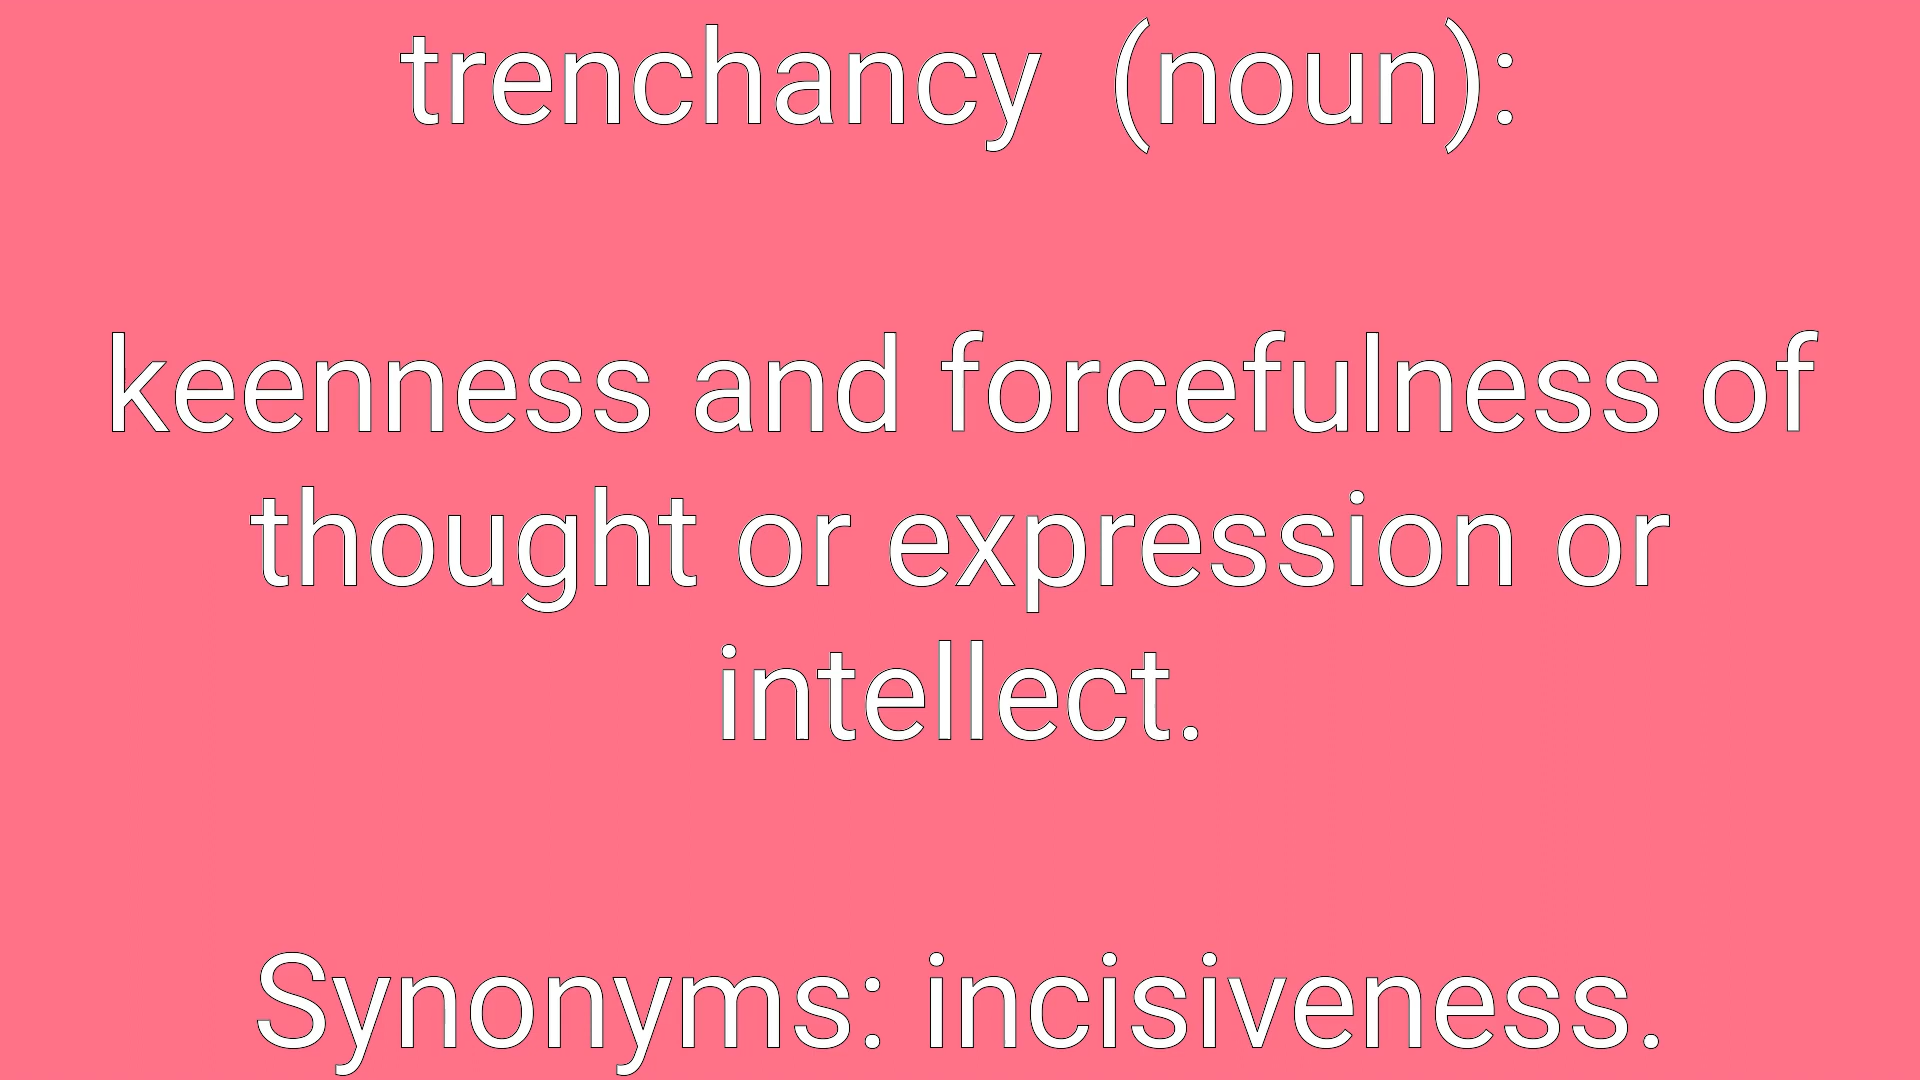 trenchancy  (noun):
keenness and forcefulness of
thought or expression or
intellect.
Synonyms: incisiveness.